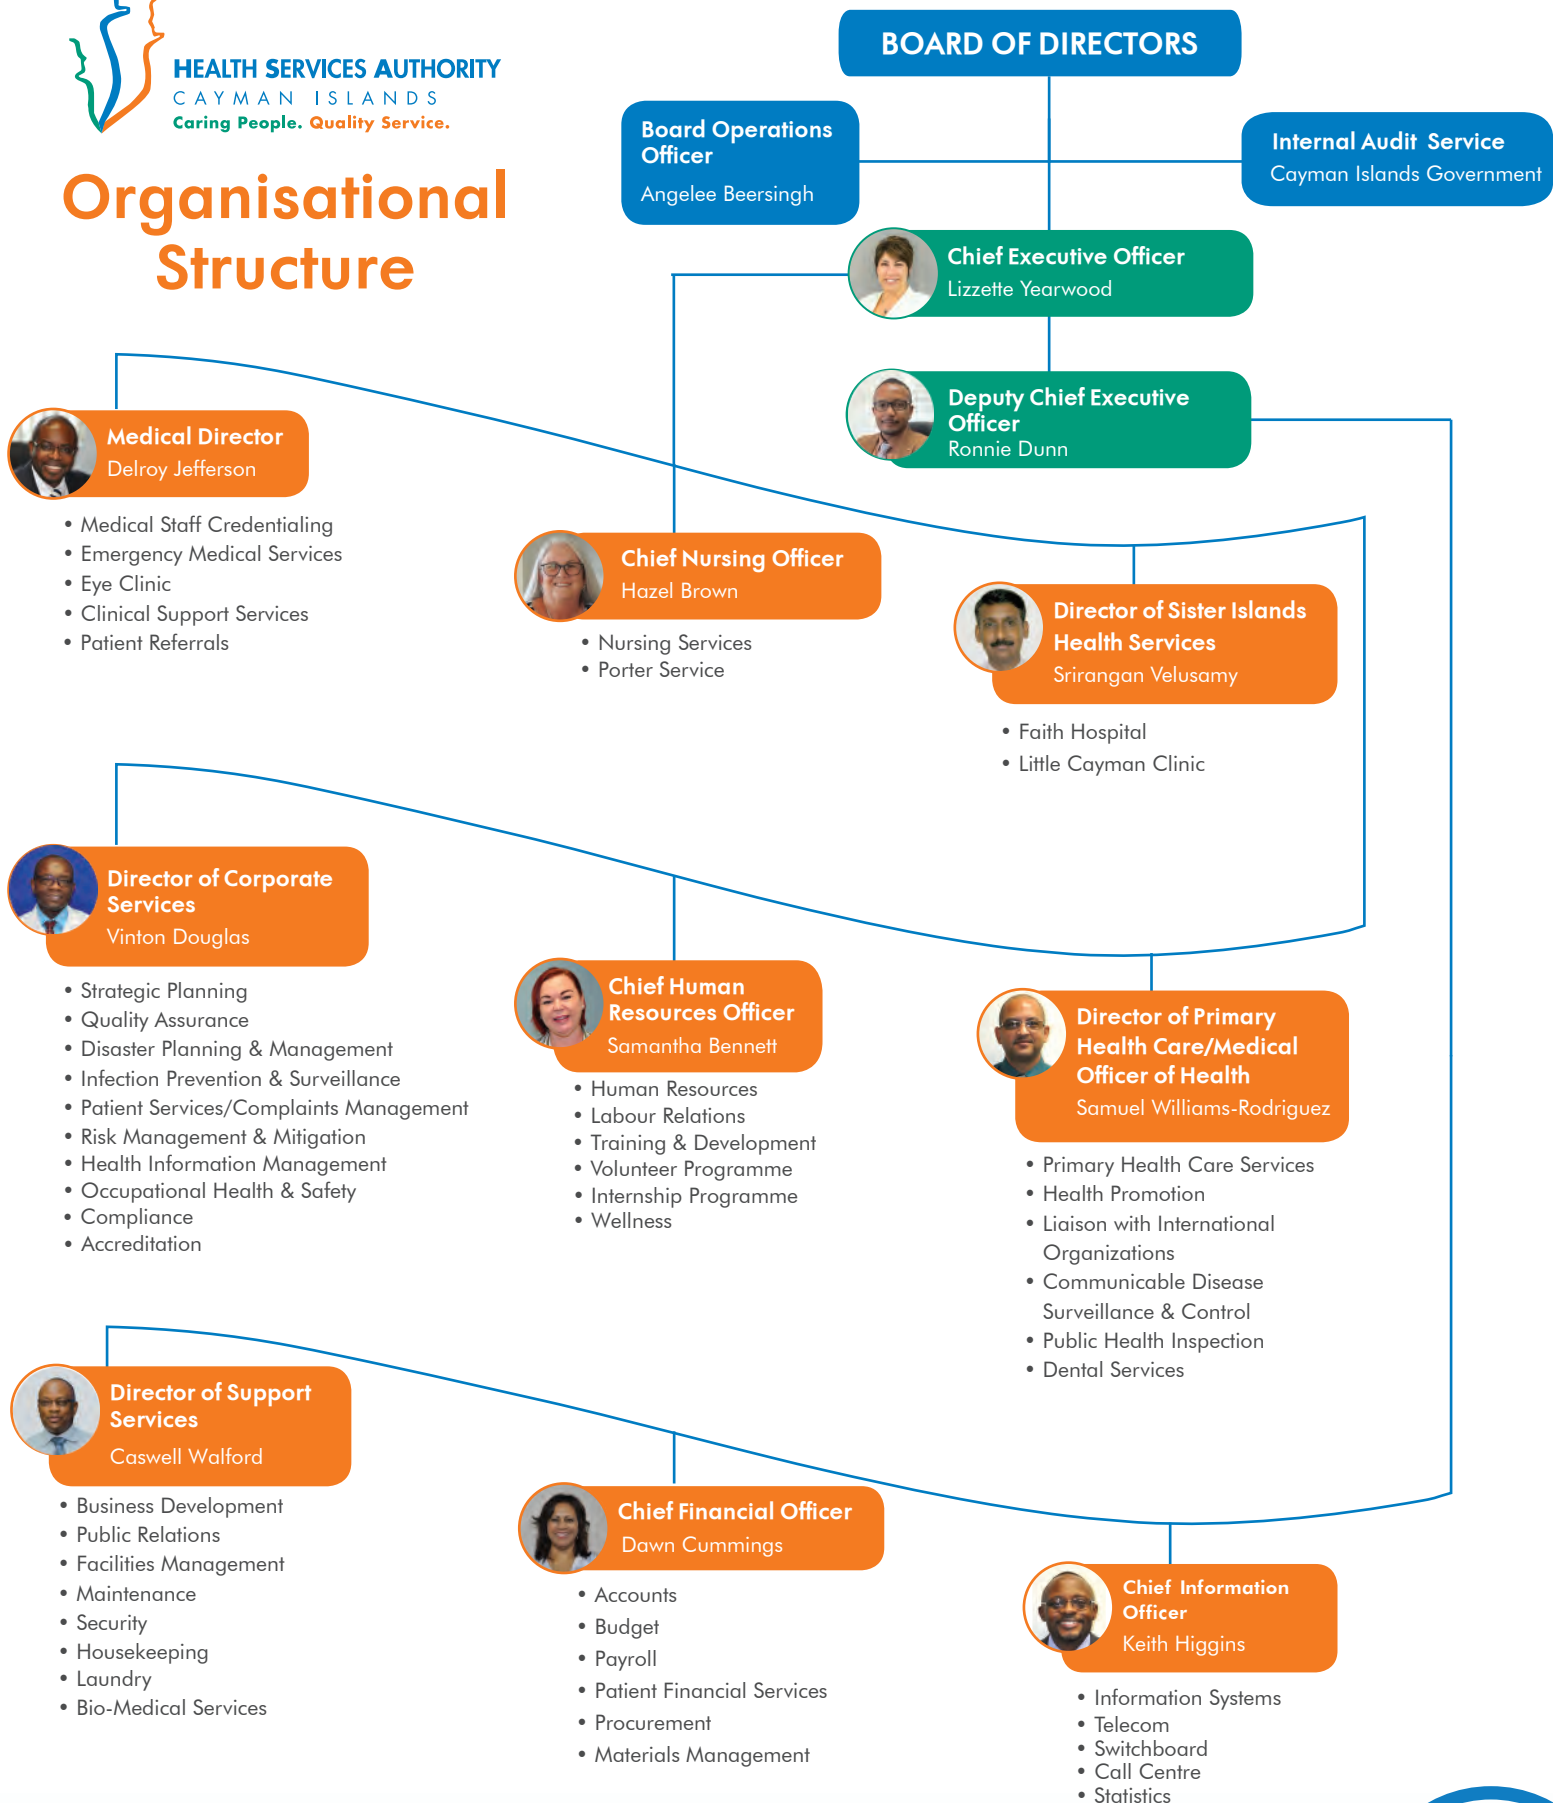 HEALTH SERVICES AUTHORITY
CAYMAN ISLANDS
Caring People. Quality Service.
Organisational
Structure
BOARD OF DIRECTORS
Board Operations
Officer
Angelee Beersingh
Internal Audit Service
Cayman Islands Government
Chief Executive Officer
Lizzette Yearwood
Deputy Chief Executive
Officer
Ronnie Dunn
Medical Director
Delroy Jefferson
• Medical Staff Credentialing
• Emergency Medical Services
• Eye Clinic
• Clinical Support Services
• Patient Referrals
Chief Nursing Officer
Hazel Brown
• Nursing Services
• Porter Service
Director of Sister Islands
Health Services
Srirangan Velusamy
• Faith Hospital
• Little Cayman Clinic
Director of Corporate
Services
Vinton Douglas
• Strategic Planning
• Quality Assurance
• Disaster Planning & Management
• Infection Prevention & Surveillance
• Patient Services/Complaints Management
• Risk Management & Mitigation
• Health Information Management
• Occupational Health & Safety
• Compliance
• Accreditation
Chief Human
Resources Officer
Samantha Bennett
• Human Resources
• Labour Relations
• Training & Development
• Volunteer Programme
• Internship Programme
• Wellness
Director of Primary
Health Care/Medical
Officer of Health
Samuel Williams-Rodriguez
• Primary Health Care Services
• Health Promotion
• Liaison with International
Organizations
• Communicable Disease
Surveillance & Control
• Public Health Inspection
• Dental Services
Director of Support
Services
Caswell Walford
• Business Development
• Public Relations
• Facilities Management
• Maintenance
• Security
• Housekeeping
• Laundry
• Bio-Medical Services
Chief Financial Officer
Dawn Cummings
• Accounts
• Budget
• Payroll
• Patient Financial Services
• Procurement
• Materials Management
Chief Information
Officer
Keith Higgins
• Information Systems
• Telecom
• Switchboard
• Call Centre
• Statistics